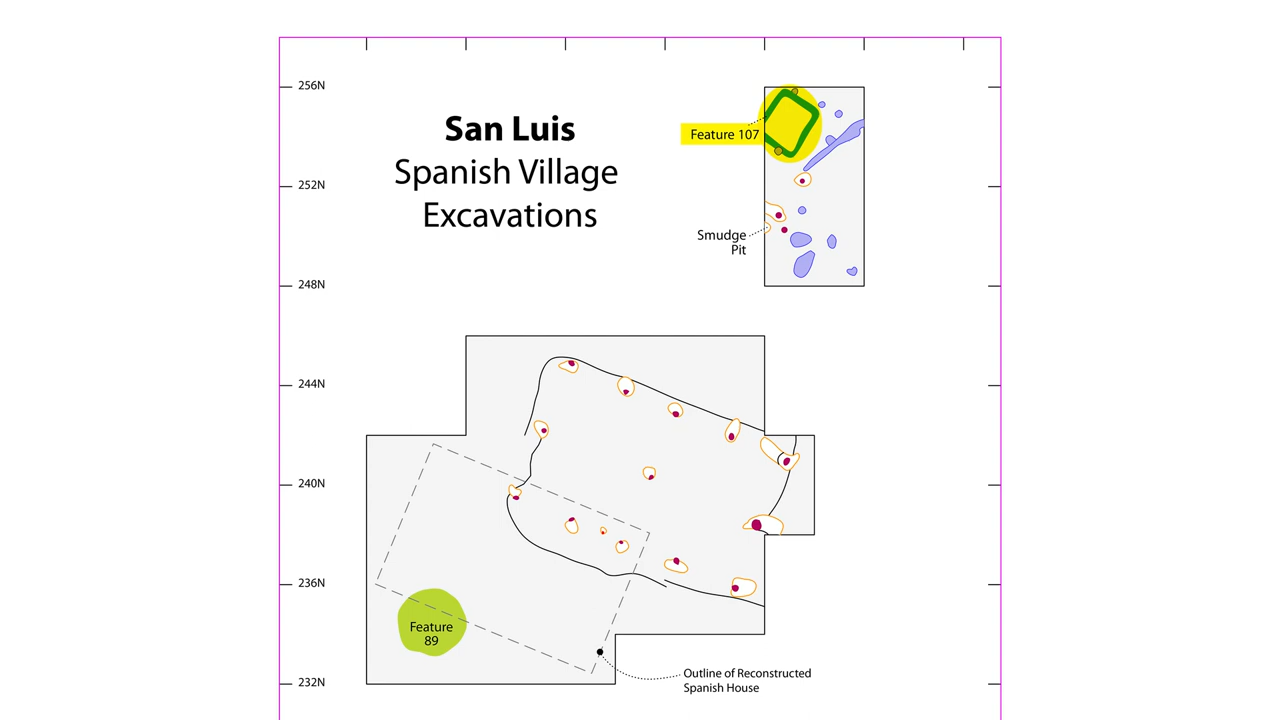 256N
San Luis
Spanish Village
Excavations
Feature 107
252N
Smudge
Pit
248N
244N
240N
236N
Feature
89
232N
Outline of Reconstructed
Spanish House